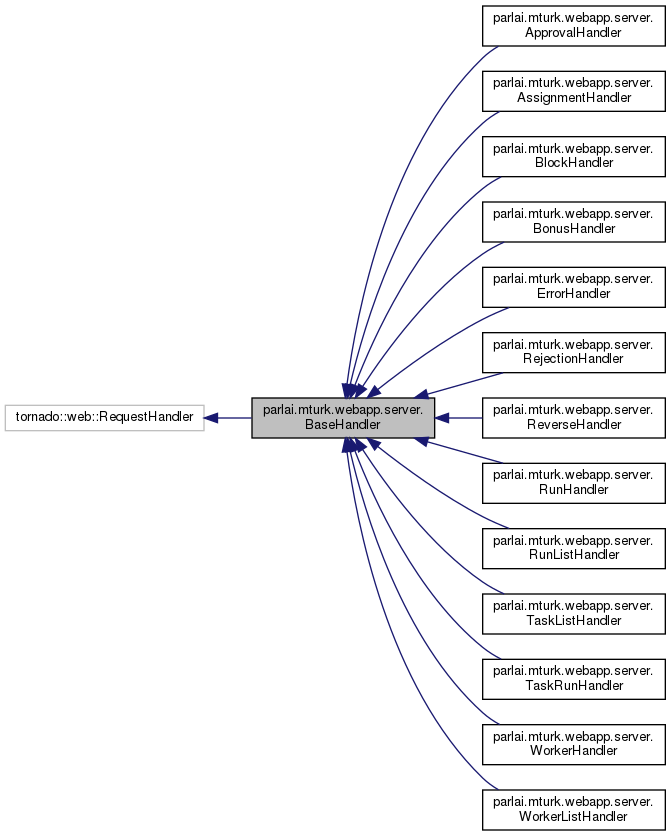 parlai.mturk.webapp.server.
ApprovalHandler
parlai.mturk.webapp.server.
AssignmentHandler
parlai.mturk.webapp.server.
BlockHandler
parlai.mturk.webapp.server.
BonusHandler
parlai.mturk.webapp.server.
ErrorHandler
parlai.mturk.webapp.server.
RejectionHandler
tornado::web::RequestHandler
parlai.mturk.webapp.server.
BaseHandler
parlai.mturk.webapp.server.
ReverseHandler
parlai.mturk.webapp.server.
RunHandler
parlai.mturk.webapp.server.
RunListHandler
parlai.mturk.webapp.server.
TaskListHandler
parlai.mturk.webapp.server.
TaskRunHandler
parlai.mturk.webapp.server.
WorkerHandler
parlai.mturk.webapp.server.
WorkerListHandler